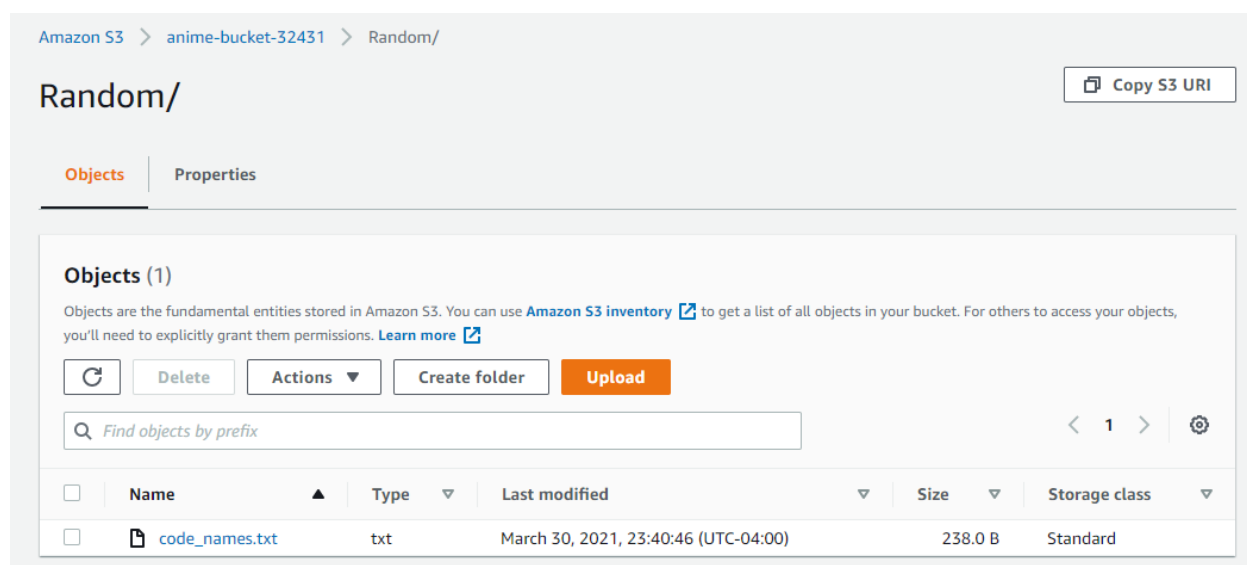 Amazon S3 > anime-bucket-32431 > Random/
Random/
Copy S3 URI
Objects Properties
Objects (1)
Objects are the fundamental entities stored in Amazon S3. You can use Amazon S3 inventory to get a list of all objects in your bucket. For others to access your objects,
you'll need to explicitly grant them permissions. Learn more
Delete Actions Create folder Upload
Find objects by prefix
1
Name Type Last modified Size Storage class
code_names.txt txt March 30, 2021, 23:40:46 (UTC-04:00) 238.0 B Standard